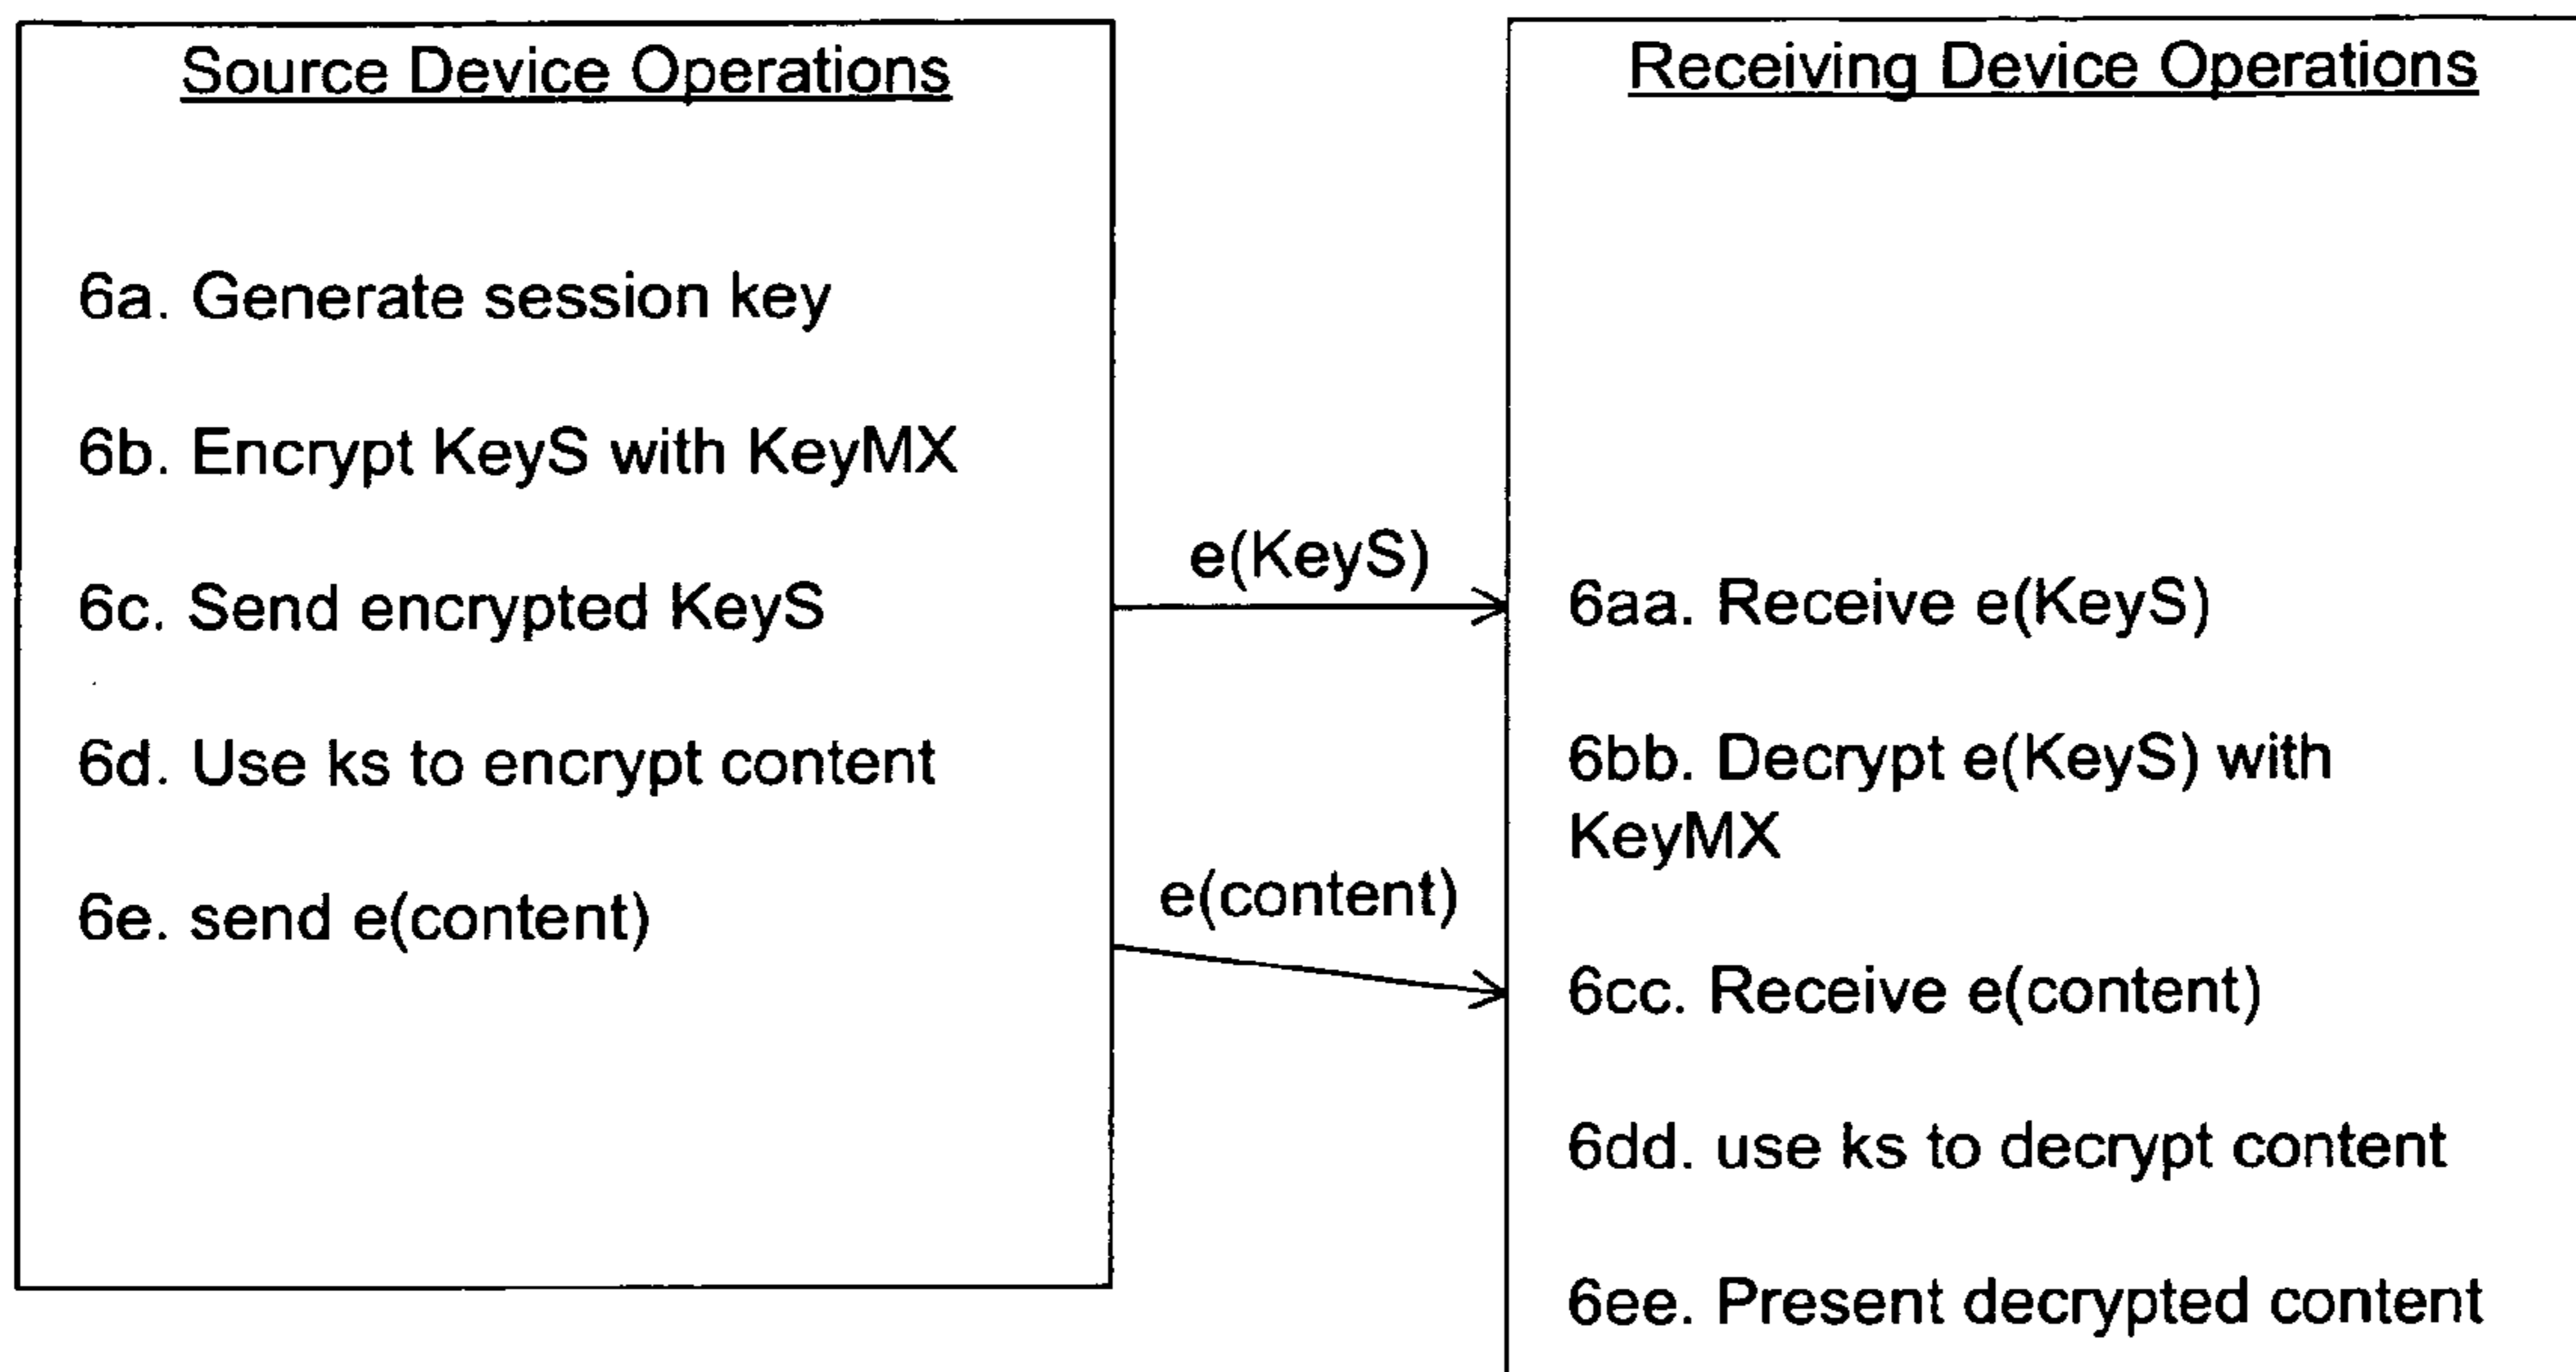 Source Device Operations
6a. Generate session key
6b. Encrypt KeyS with KeyMX
6c. Send encrypted KeyS
6d. Use ks to encrypt content
6e. send e(content)
e(KeyS)
e(content)
Receiving Device Operations
6aa. Receive e(KeyS)
6bb. Decrypt e(KeyS) with
KeyMX
6cc. Receive e(content)
6dd. use ks to decrypt content
6ee. Present decrypted content